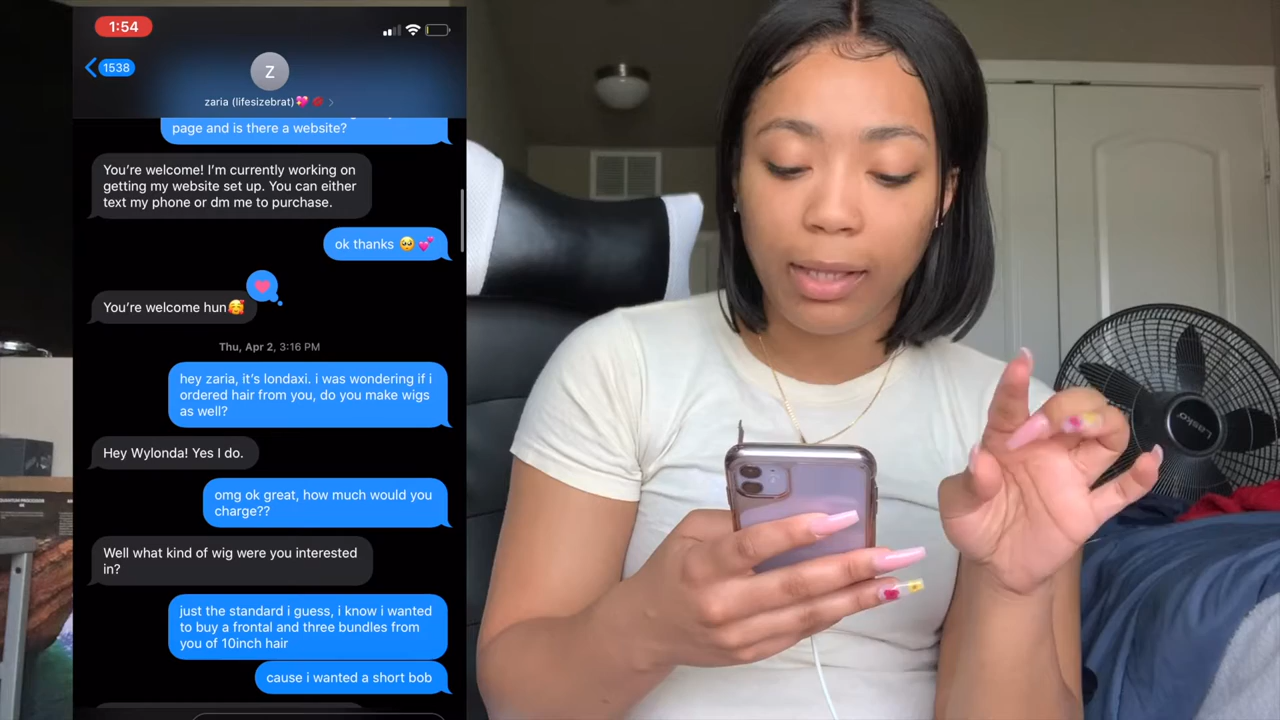 1:54
1538
Z
zaria (lifesizebrat)💖💋 >
page and is there a website?
You're welcome! I'm currently working on
getting my website set up. You can either
text my phone or dm me to purchase.
ok thanks 🥺💕
You're welcome hun🥰
Thu, Apr 2, 3:16 PM
hey zaria, it's londaxi. i was wondering if i
ordered hair from you, do you make wigs
as well?
Hey Wylonda! Yes I do.
omg ok great, how much would you
charge??
Well what kind of wig were you interested
in?
just the standard i guess, i know i wanted
to buy a frontal and three bundles from
you of 10inch hair
cause i wanted a short bob
Lasko